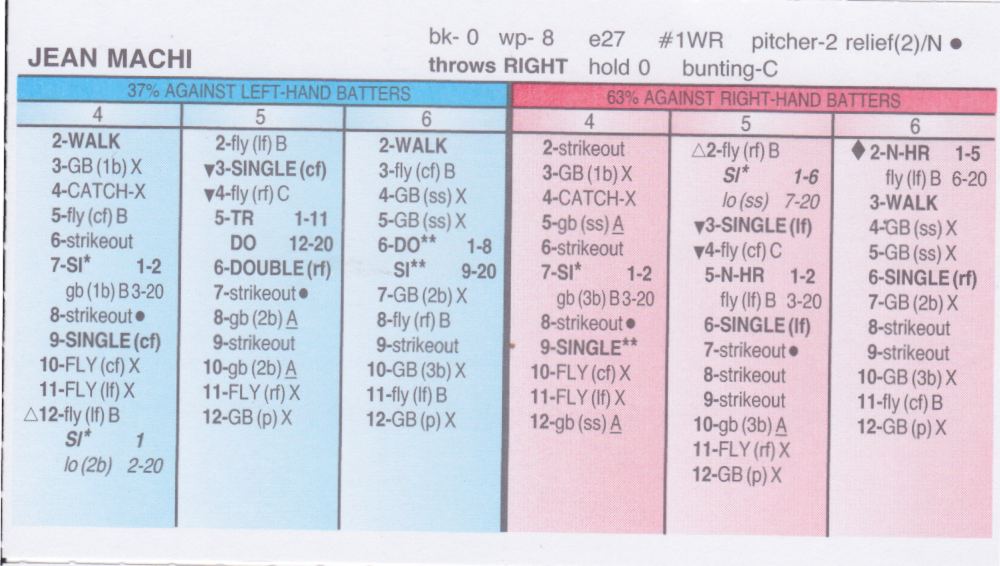 JEAN MACHI
bk- 0 wp- 8 e27 #1WR pitcher-2 relief(2)/N ●
throws RIGHT hold 0 bunting-C
37% AGAINST LEFT-HAND BATTERS
4
2-WALK
3-GB (1b) X
4-CATCH-X
5-fly (cf) B
6-strikeout
7-SI* 1-2
gb (1b) B 3-20
8-strikeout ●
9-SINGLE (cf)
10-FLY (cf) X
11-FLY (lf) X
△12-fly (lf) B
SI* 1
lo (2b) 2-20
5
2-fly (lf) B
▼3-SINGLE (cf)
▼4-fly (rf) C
5-TR 1-11
DO 12-20
6-DOUBLE (rf)
7-strikeout ●
8-gb (2b) A
9-strikeout
10-gb (2b) A
11-FLY (rf) X
12-GB (p) X
6
2-WALK
3-fly (cf) B
4-GB (ss) X
5-GB (ss) X
6-DO** 1-8
SI** 9-20
7-GB (2b) X
8-fly (rf) B
9-strikeout
10-GB (3b) X
11-fly (lf) B
12-GB (p) X
63% AGAINST RIGHT-HAND BATTERS
4
2-strikeout
3-GB (1b) X
4-CATCH-X
5-gb (ss) A
6-strikeout
7-SI* 1-2
gb (3b) B 3-20
8-strikeout ●
9-SINGLE**
10-FLY (cf) X
11-FLY (lf) X
12-gb (ss) A
5
△2-fly (rf) B
SI* 1-6
lo (ss) 7-20
▼3-SINGLE (lf)
▼4-fly (cf) C
5-N-HR 1-2
fly (lf) B 3-20
6-SINGLE (lf)
7-strikeout ●
8-strikeout
9-strikeout
10-gb (3b) A
11-FLY (rf) X
12-GB (p) X
6
♦ 2-N-HR 1-5
fly (lf) B 6-20
3-WALK
4-GB (ss) X
5-GB (ss) X
6-SINGLE (rf)
7-GB (2b) X
8-strikeout
9-strikeout
10-GB (3b) X
11-fly (cf) B
12-GB (p) X